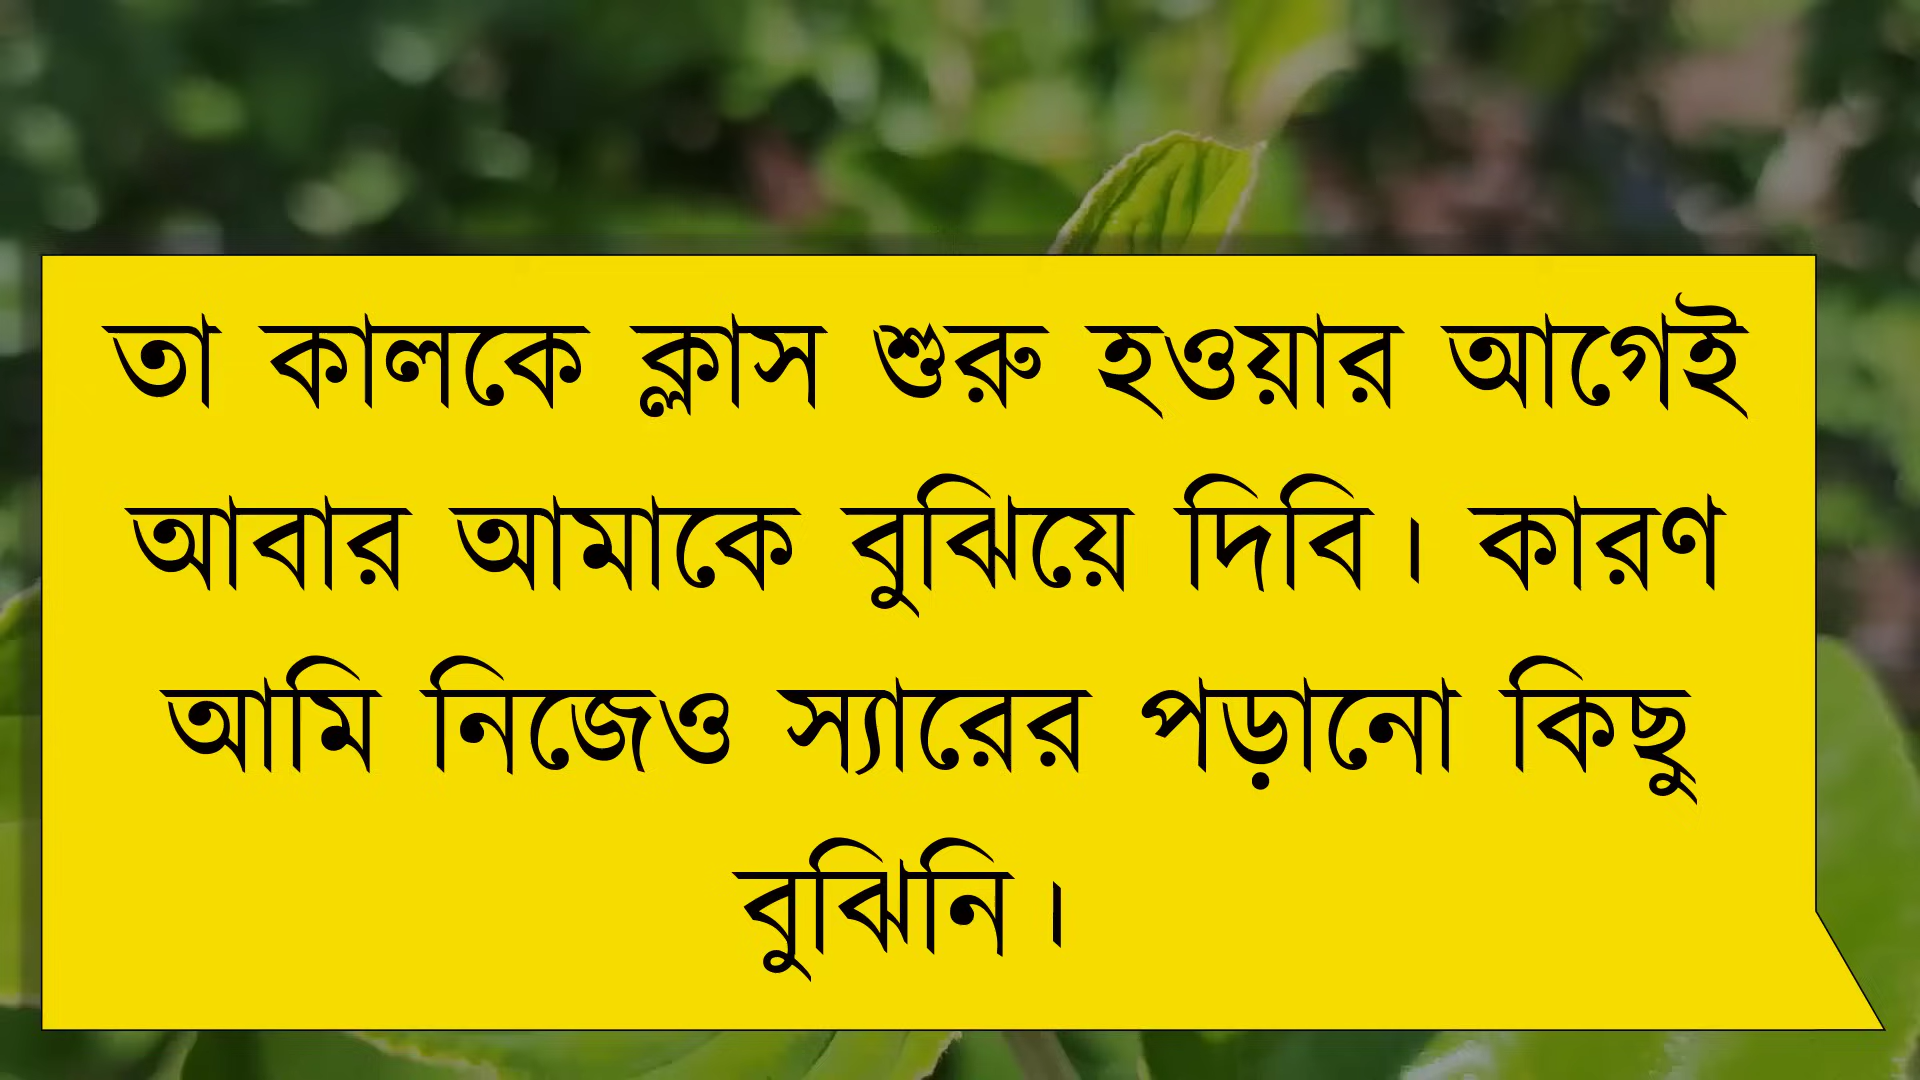 তা কালকে ক্লাস শুরু হওয়ার আগেই
আবার আমাকে বুঝিয়ে দিবি। কারণ
আমি নিজেও স্যারের পড়ানো কিছু
বুঝিনি।